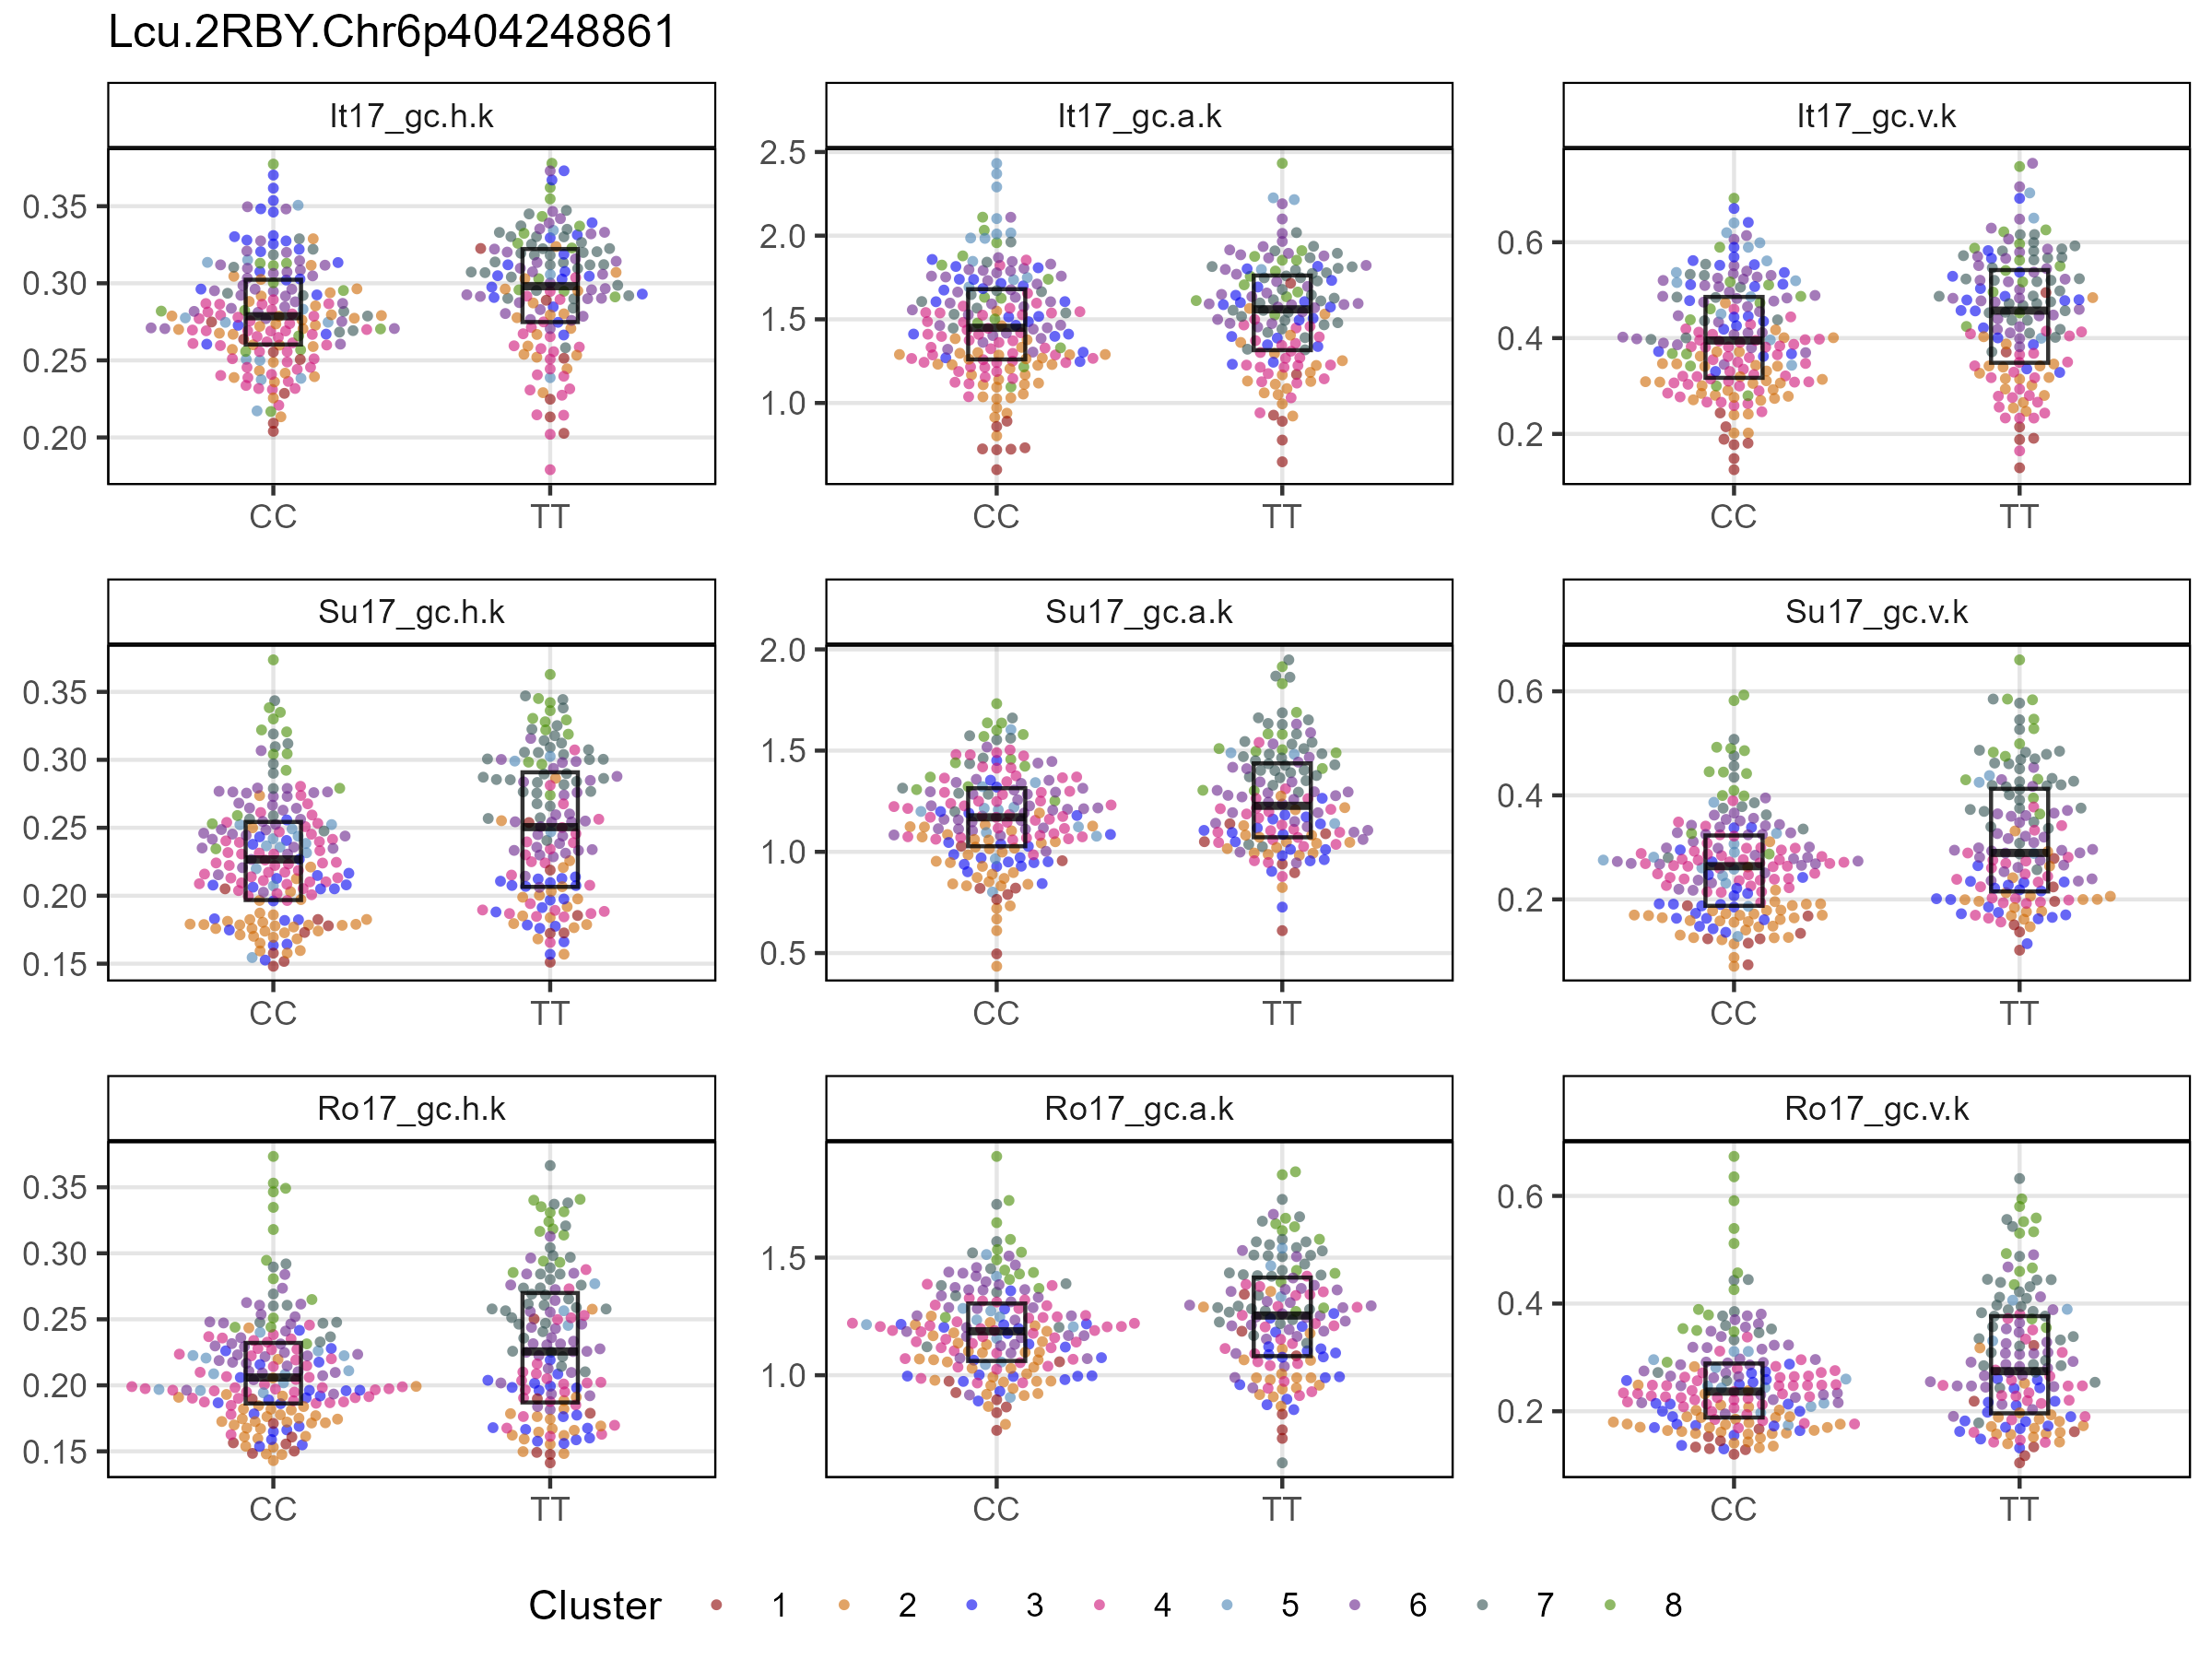 Lcu.2RBY.Chr6p404248861
It17_gc.h.k
It17_gc.a.k
It17_gc.v.k
0.35
0.30
0.25
0.20
CC TT
2.5
2.0
1.5
1.0
CC TT
0.6
0.4
0.2
CC TT
Su17_gc.h.k
Su17_gc.a.k
Su17_gc.v.k
0.35
0.30
0.25
0.20
0.15
CC TT
2.0
1.5
1.0
0.5
CC TT
0.6
0.4
0.2
CC TT
Ro17_gc.h.k
Ro17_gc.a.k
Ro17_gc.v.k
0.35
0.30
0.25
0.20
0.15
CC TT
1.5
1.0
CC TT
0.6
0.4
0.2
CC TT
Cluster 1 2 3 4 5 6 7 8